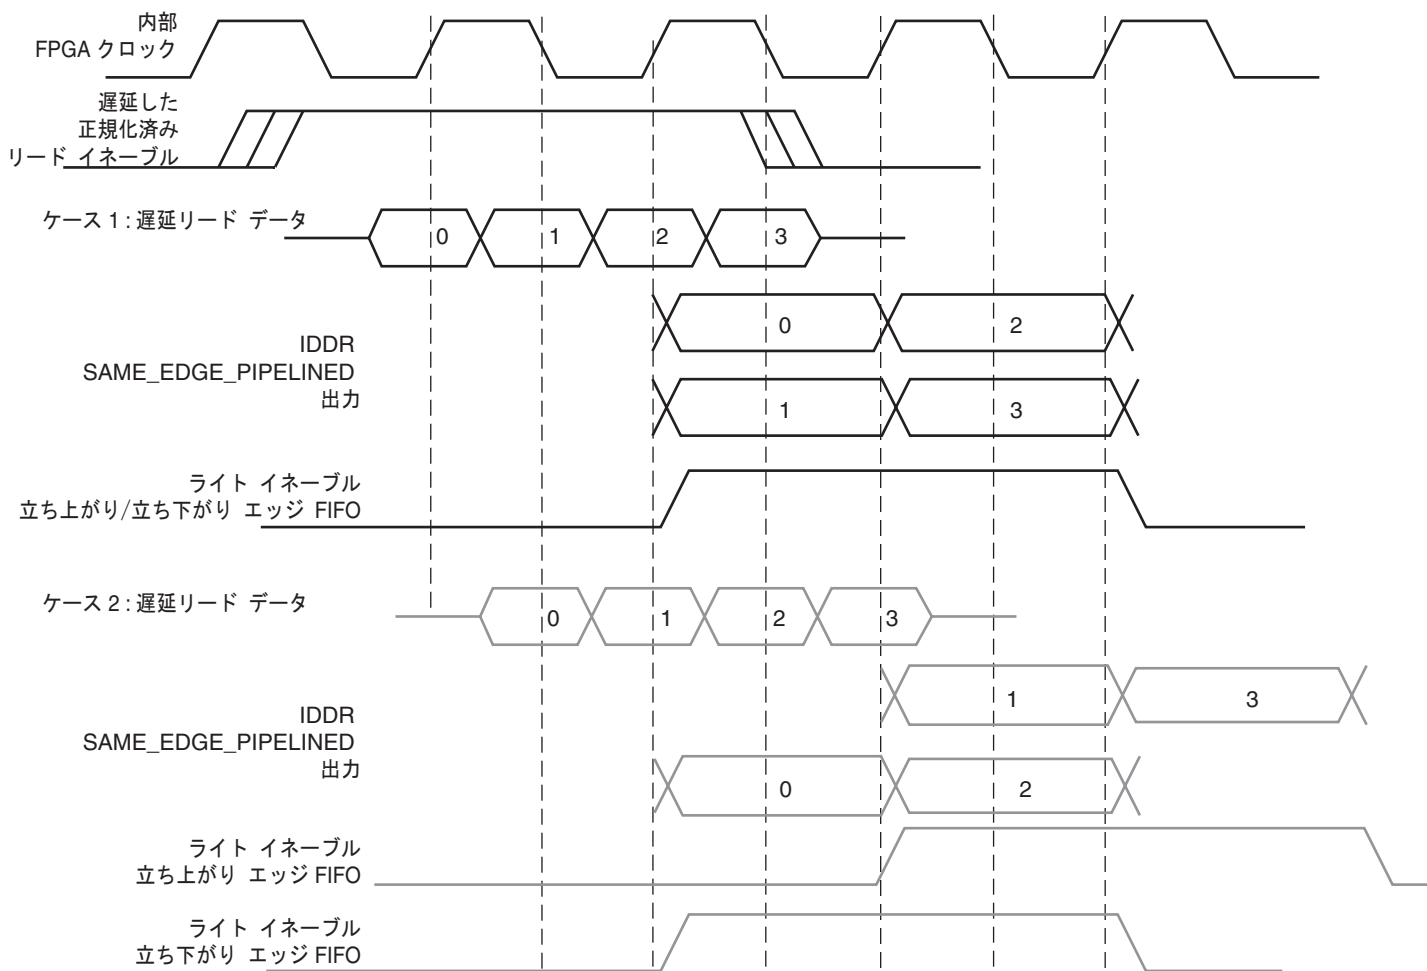 内部
FPGA クロック
遅延した
正規化済み
リード イネーブル
ケース 1 : 遅延リード データ
0 1 2 3
0 2
IDDR
SAME_EDGE_PIPELINED
出力
1 3
ライト イネーブル
立ち上がり/立ち下がり エッジ FIFO
ケース 2 : 遅延リード データ
0 1 2 3
1 3
IDDR
SAME_EDGE_PIPELINED
出力
0 2
ライト イネーブル
立ち上がり エッジ FIFO
ライト イネーブル
立ち下がり エッジ FIFO